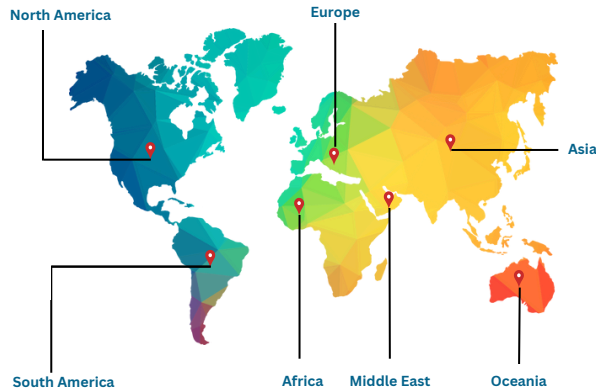 North America
Europe
Asia
South America
Africa
Middle East
Oceania